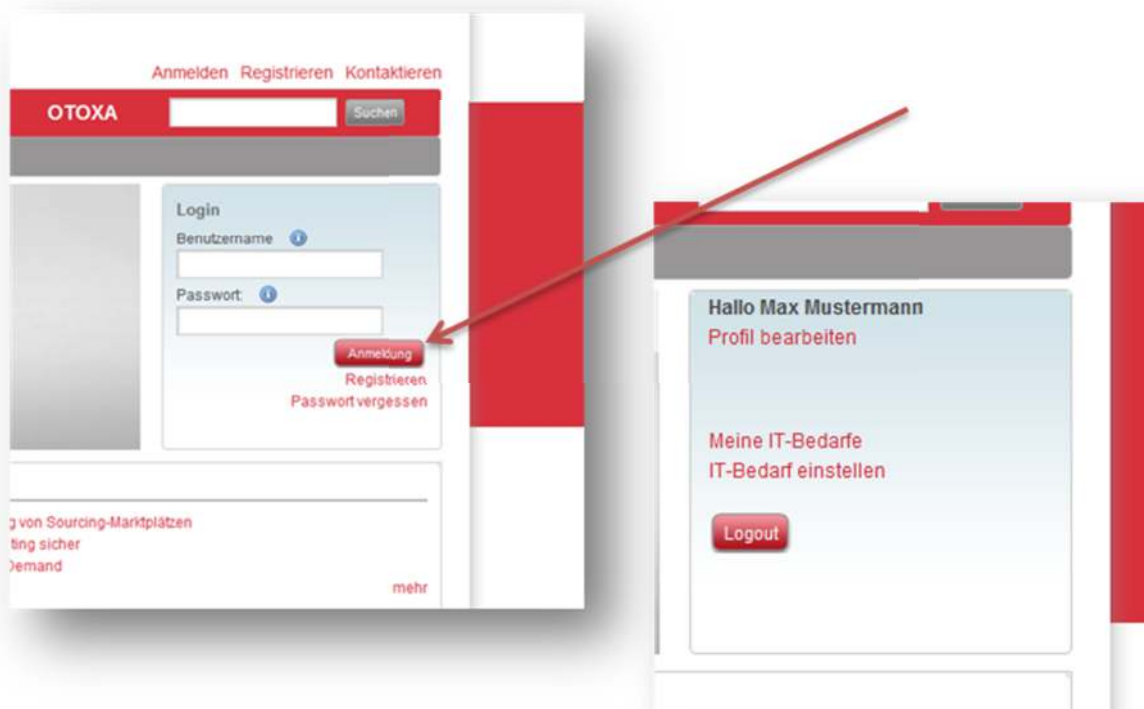 Anmelden Registrieren Kontaktieren
OTOXA Suchen
Login
Benutzername
Passwort:
Anmeldung
Registrieren
Passwort vergessen
g von Sourcing-Marktplätzen
ting sicher
Demand
mehr
Hallo Max Mustermann
Profil bearbeiten
Meine IT-Bedarfe
IT-Bedarf einstellen
Logout